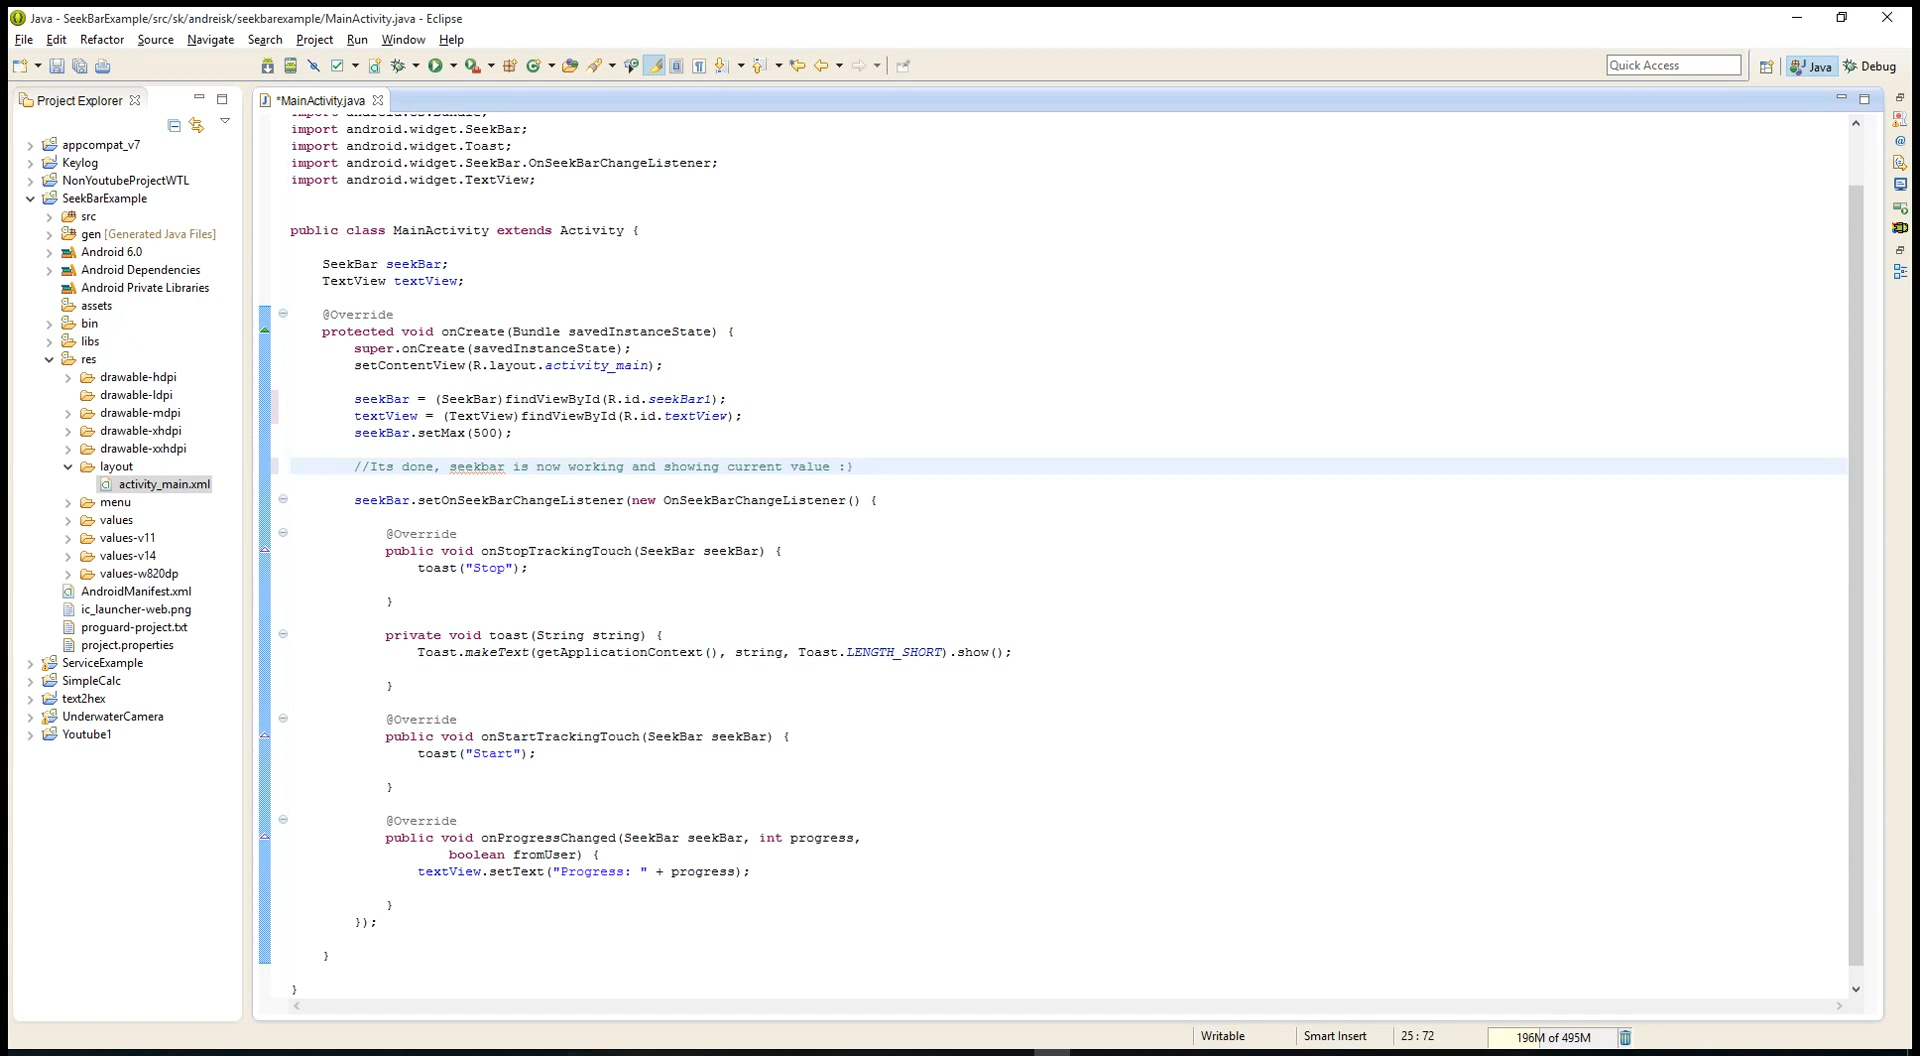 Java - SeekBarExample/src/sk/andreisk/seekbarexample/MainActivity.java - Eclipse
File Edit Refactor Source Navigate Search Project Run Window Help
Quick Access
Java
Debug
Project Explorer
appcompat_v7
Keylog
NonYoutubeProjectWTL
SeekBarExample
src
gen [Generated Java Files]
Android 6.0
Android Dependencies
Android Private Libraries
assets
bin
libs
res
drawable-hdpi
drawable-ldpi
drawable-mdpi
drawable-xhdpi
drawable-xxhdpi
layout
activity_main.xml
menu
values
values-v11
values-v14
values-w820dp
AndroidManifest.xml
ic_launcher-web.png
proguard-project.txt
project.properties
ServiceExample
SimpleCalc
text2hex
UnderwaterCamera
Youtube1
*MainActivity.java
import android.os.Bundle;
import android.widget.SeekBar;
import android.widget.Toast;
import android.widget.SeekBar.OnSeekBarChangeListener;
import android.widget.TextView;
public class MainActivity extends Activity {
SeekBar seekBar;
TextView textView;
@Override
protected void onCreate(Bundle savedInstanceState) {
super.onCreate(savedInstanceState);
setContentView(R.layout.activity_main);
seekBar = (SeekBar)findViewById(R.id.seekBar1);
textView = (TextView)findViewById(R.id.textView);
seekBar.setMax(500);
//Its done, seekbar is now working and showing current value :)
seekBar.setOnSeekBarChangeListener(new OnSeekBarChangeListener() {
@Override
public void onStopTrackingTouch(SeekBar seekBar) {
toast("Stop");
}
private void toast(String string) {
Toast.makeText(getApplicationContext(), string, Toast.LENGTH_SHORT).show();
}
@Override
public void onStartTrackingTouch(SeekBar seekBar) {
toast("Start");
}
@Override
public void onProgressChanged(SeekBar seekBar, int progress,
boolean fromUser) {
textView.setText("Progress: " + progress);
}
});
}
}
Writable
Smart Insert
25 : 72
196M of 495M